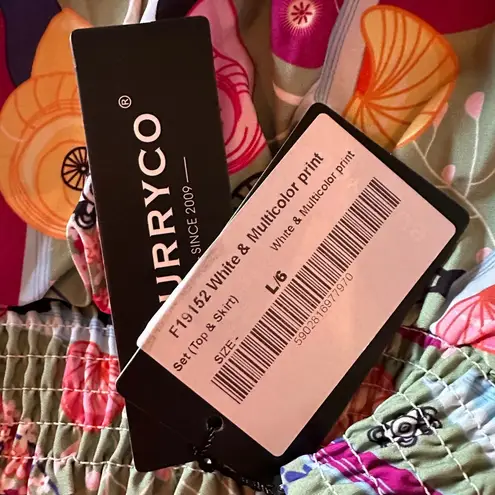 URRYCO®
SINCE 2009
F19152 White & Multicolor print
Set (Top & Skirt)
White & Multicolor print
SIZE - L/6
5902816977970